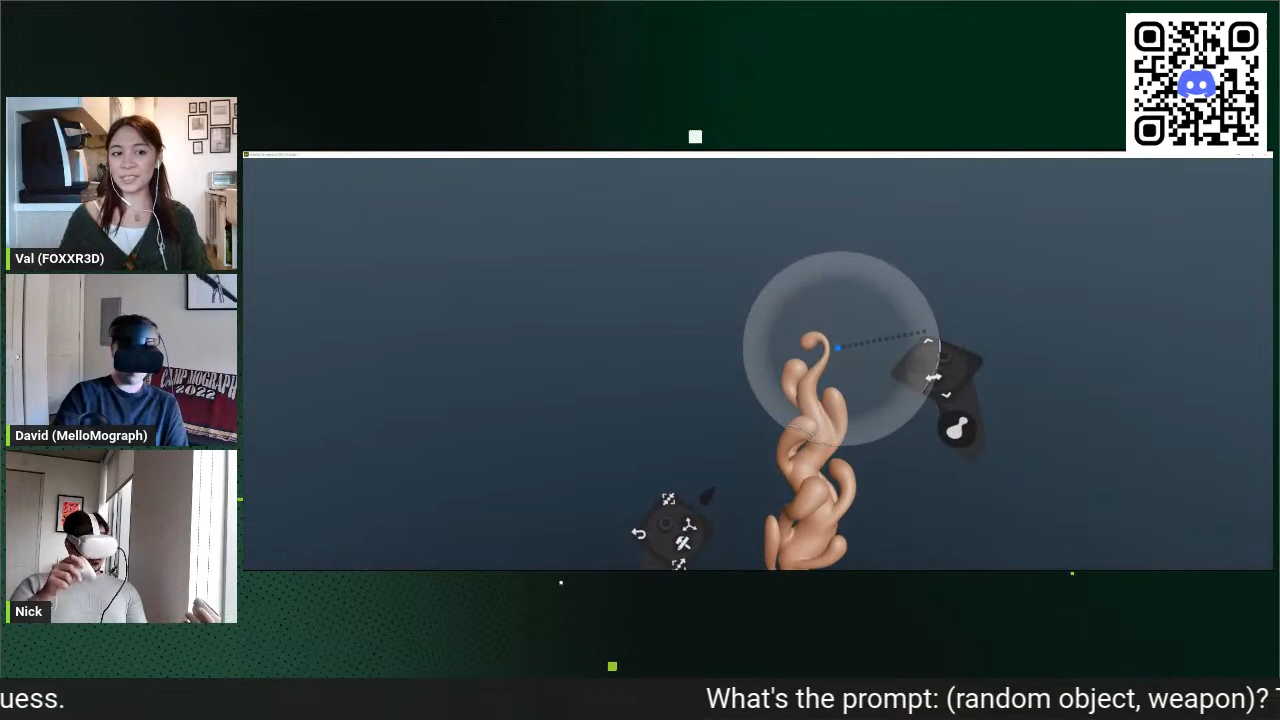 Val (FOXXR3D)
CAMP MOGRAPH
2022
David (MelloMograph)
Nick
uess.
What's the prompt: (random object, weapon)?